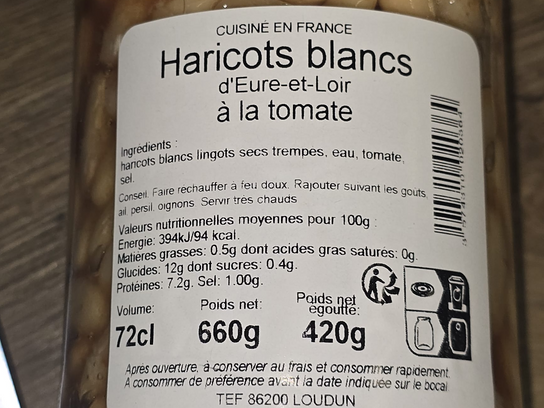 CUISINÉ EN FRANCE
Haricots blancs
d'Eure-et-Loir
à la tomate
Ingrédients :
haricots blancs lingots secs trempes, eau, tomate,
sel.
Conseil. Faire rechauffer à feu doux. Rajouter suivant les gouts
ail, persil, oignons. Servir très chauds
Valeurs nutritionnelles moyennes pour 100g :
Energie: 394kJ/94 kcal.
Matières grasses: 0.5g dont acides gras saturés: 0g.
Glucides: 12g dont sucres: 0.4g.
Protéines: 7.2g. Sel: 1.00g.
Volume: Poids net: Poids net
égoutté:
72cl 660g 420g
Après ouverture, à conserver au frais et consommer rapidement.
A consommer de préférence avant la date indiquée sur le bocal
TEF 86200 LOUDUN